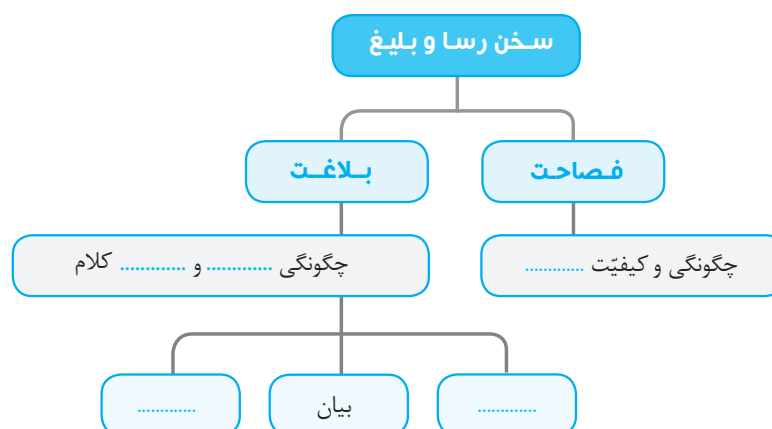 سخن رسا و بلیغ
فصاحت
بلاغت
چگونگی و کیفیّت .............
چگونگی ............. و ............. کلام
.............
بیان
.............